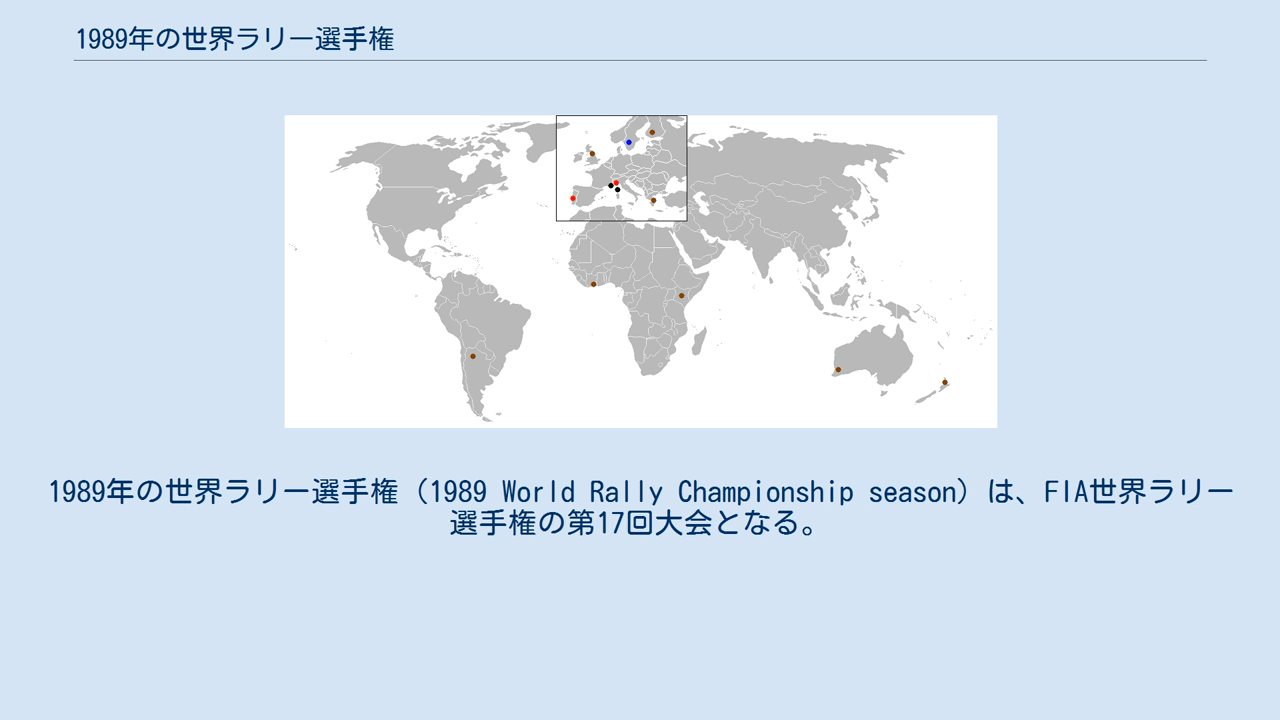 1989年の世界ラリー選手権
1989年の世界ラリー選手権（1989 World Rally Championship season）は、FIA世界ラリー
選手権の第17回大会となる。